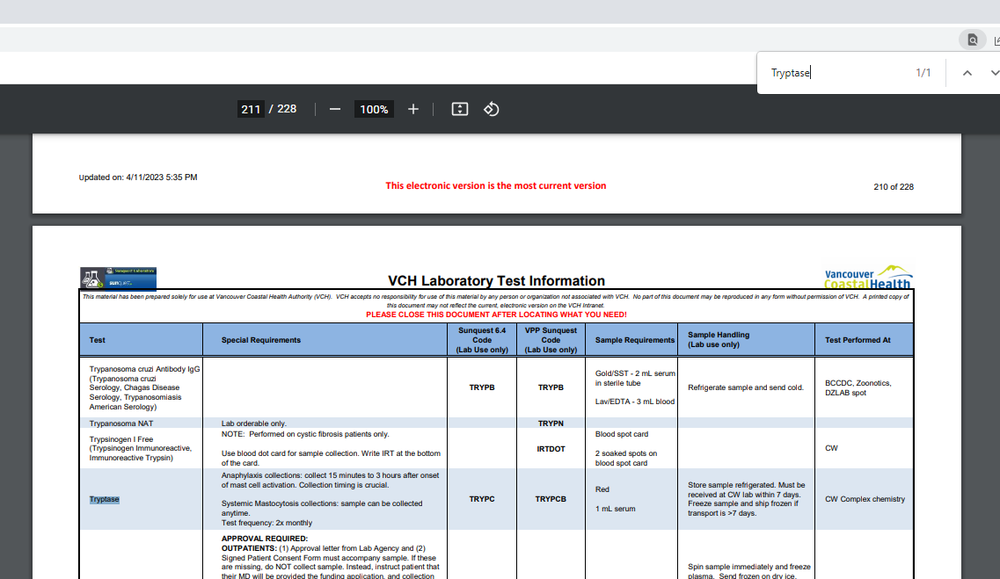 Tryptase
1/1
211 / 228
100%
Updated on: 4/11/2023 5:35 PM
This electronic version is the most current version
210 of 228
Sunquest Laboratory
sunquest
VCH Laboratory Test Information
Vancouver
CoastalHealth
This material has been prepared solely for use at Vancouver Coastal Health Authority (VCH). VCH accepts no responsibility for use of this material by any person or organization not associated with VCH. No part of this document may be reproduced in any form without permission of VCH. A printed copy of
this document may not reflect the current, electronic version on the VCH Intranet.
PLEASE CLOSE THIS DOCUMENT AFTER LOCATING WHAT YOU NEED!
Test
Special Requirements
Sunquest 6.4
Code
(Lab Use only)
VPP Sunquest
Code
(Lab Use only)
Sample Requirements
Sample Handling
(Lab use only)
Test Performed At
Trypanosoma cruzi Antibody IgG
(Trypanosoma cruzi
Serology, Chagas Disease
Serology, Trypanosomiasis
American Serology)
TRYPB
TRYPB
Gold/SST - 2 mL serum
in sterile tube
Lav/EDTA - 3 mL blood
Refrigerate sample and send cold.
BCCDC, Zoonotics,
DZLAB spot
Trypanosoma NAT
Lab orderable only.
TRYPN
Trypsinogen I Free
(Trypsinogen Immunoreactive,
Immunoreactive Trypsin)
NOTE: Performed on cystic fibrosis patients only.
Use blood dot card for sample collection. Write IRT at the bottom
of the card.
IRTDOT
Blood spot card
2 soaked spots on
blood spot card
CW
Tryptase
Anaphylaxis collections: collect 15 minutes to 3 hours after onset
of mast cell activation. Collection timing is crucial.
Systemic Mastocytosis collections: sample can be collected
anytime.
Test frequency: 2x monthly
TRYPC
TRYPCB
Red
1 mL serum
Store sample refrigerated. Must be
received at CW lab within 7 days.
Freeze sample and ship frozen if
transport is >7 days.
CW Complex chemistry
APPROVAL REQUIRED:
OUTPATIENTS: (1) Approval letter from Lab Agency and (2)
Signed Patient Consent Form must accompany sample. If these
are missing, do NOT collect sample. Instead, instruct patient that
their MD will be provided the funding application, and collection
Spin sample immediately and freeze
plasma. Send frozen on dry ice.